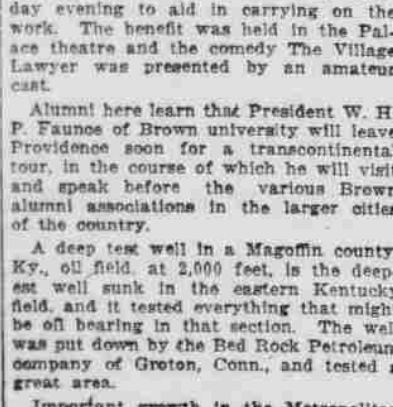 day evening to aid in carrying on the
work. The benefit was held in the Pal-
ace theatre and the comedy The Village
Lawyer was presented by an amateur
cast.
Alumni here learn that President W. H.
P. Faunce of Brown university will leave
Providence soon for a transcontinental
tour, in the course of which he will visit
and speak before the various Brown
alumni associations in the larger cities
of the country.
A deep test well in a Magoffin county,
Ky., oil field, at 2,000 feet, is the deep-
est well sunk in the eastern Kentucky
field, and it tested everything that might
be oil bearing in that section. The well
was put down by the Bed Rock Petroleum
company of Groton, Conn., and tested a
great area.
Important growth in the Metropolitan